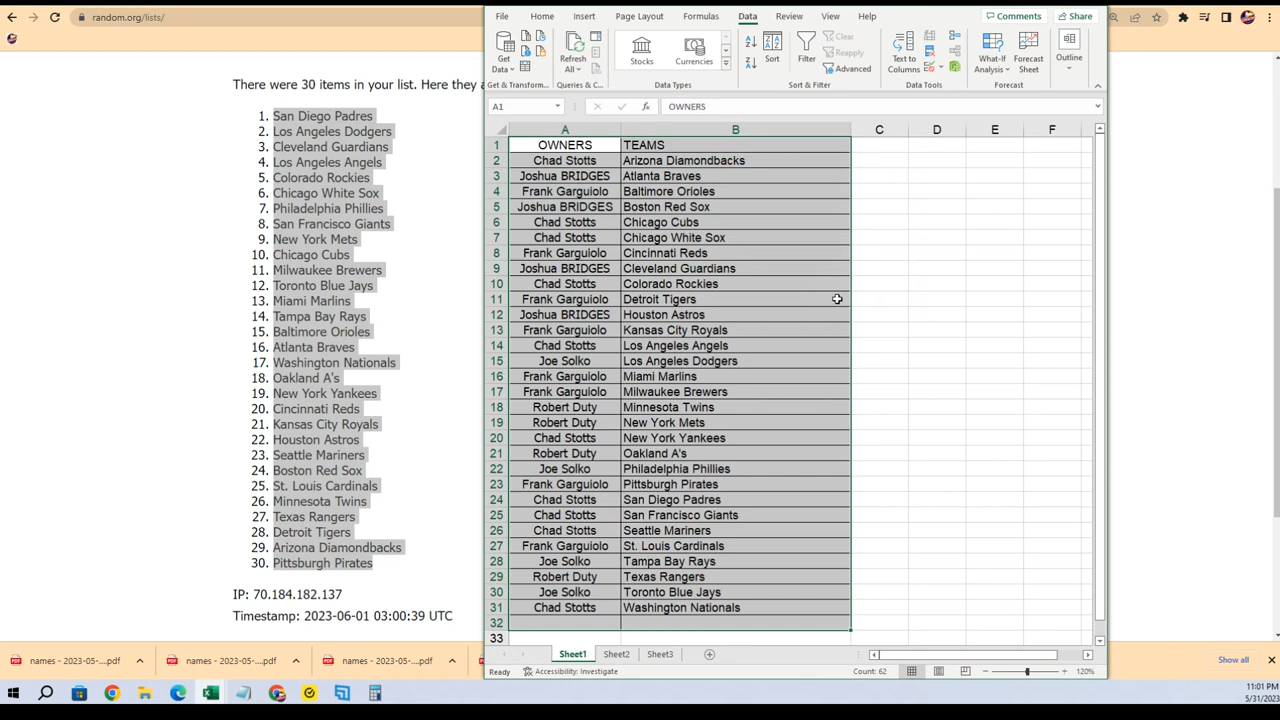 random.org/lists/
There were 30 items in your list. Here they a
1. San Diego Padres
2. Los Angeles Dodgers
3. Cleveland Guardians
4. Los Angeles Angels
5. Colorado Rockies
6. Chicago White Sox
7. Philadelphia Phillies
8. San Francisco Giants
9. New York Mets
10. Chicago Cubs
11. Milwaukee Brewers
12. Toronto Blue Jays
13. Miami Marlins
14. Tampa Bay Rays
15. Baltimore Orioles
16. Atlanta Braves
17. Washington Nationals
18. Oakland A's
19. New York Yankees
20. Cincinnati Reds
21. Kansas City Royals
22. Houston Astros
23. Seattle Mariners
24. Boston Red Sox
25. St. Louis Cardinals
26. Minnesota Twins
27. Texas Rangers
28. Detroit Tigers
29. Arizona Diamondbacks
30. Pittsburgh Pirates
IP: 70.184.182.137
Timestamp: 2023-06-01 03:00:39 UTC
File Home Insert Page Layout Formulas Data Review View Help Comments Share
Get Data Refresh All Stocks Currencies Sort Filter Clear Reapply Advanced Text to Columns What-If Analysis Forecast Sheet Outline
Get & Transform... Queries & C... Data Types Sort & Filter Data Tools Forecast
A1 fx OWNERS
A B C D E F
1 OWNERS TEAMS
2 Chad Stotts Arizona Diamondbacks
3 Joshua BRIDGES Atlanta Braves
4 Frank Garguiolo Baltimore Orioles
5 Joshua BRIDGES Boston Red Sox
6 Chad Stotts Chicago Cubs
7 Chad Stotts Chicago White Sox
8 Frank Garguiolo Cincinnati Reds
9 Joshua BRIDGES Cleveland Guardians
10 Chad Stotts Colorado Rockies
11 Frank Garguiolo Detroit Tigers
12 Joshua BRIDGES Houston Astros
13 Frank Garguiolo Kansas City Royals
14 Chad Stotts Los Angeles Angels
15 Joe Solko Los Angeles Dodgers
16 Frank Garguiolo Miami Marlins
17 Frank Garguiolo Milwaukee Brewers
18 Robert Duty Minnesota Twins
19 Robert Duty New York Mets
20 Chad Stotts New York Yankees
21 Robert Duty Oakland A's
22 Joe Solko Philadelphia Phillies
23 Frank Garguiolo Pittsburgh Pirates
24 Chad Stotts San Diego Padres
25 Chad Stotts San Francisco Giants
26 Chad Stotts Seattle Mariners
27 Frank Garguiolo St. Louis Cardinals
28 Joe Solko Tampa Bay Rays
29 Robert Duty Texas Rangers
30 Joe Solko Toronto Blue Jays
31 Chad Stotts Washington Nationals
32
33
Sheet1 Sheet2 Sheet3
Ready Accessibility: Investigate Count: 62 120%
names - 2023-05-....pdf names - 2023-05-....pdf names - 2023-05-....pdf Show all
11:01 PM
5/31/2023